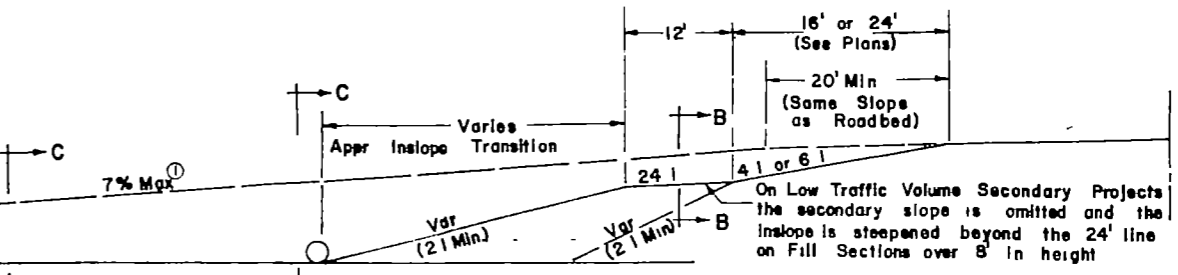 16' or 24'
12'
(See Plans)
20' Min
(Same Slope
as Roadbed)
C
C
B
Varies
Appr Inslope Transition
7% Max ①
24 1
4 1 or 6 1
Var
(2 1 Min)
Var
(2 1 Min)
B
On Low Traffic Volume Secondary Projects
the secondary slope is omitted and the
inslope is steepened beyond the 24' line
on Fill Sections over 8' in height